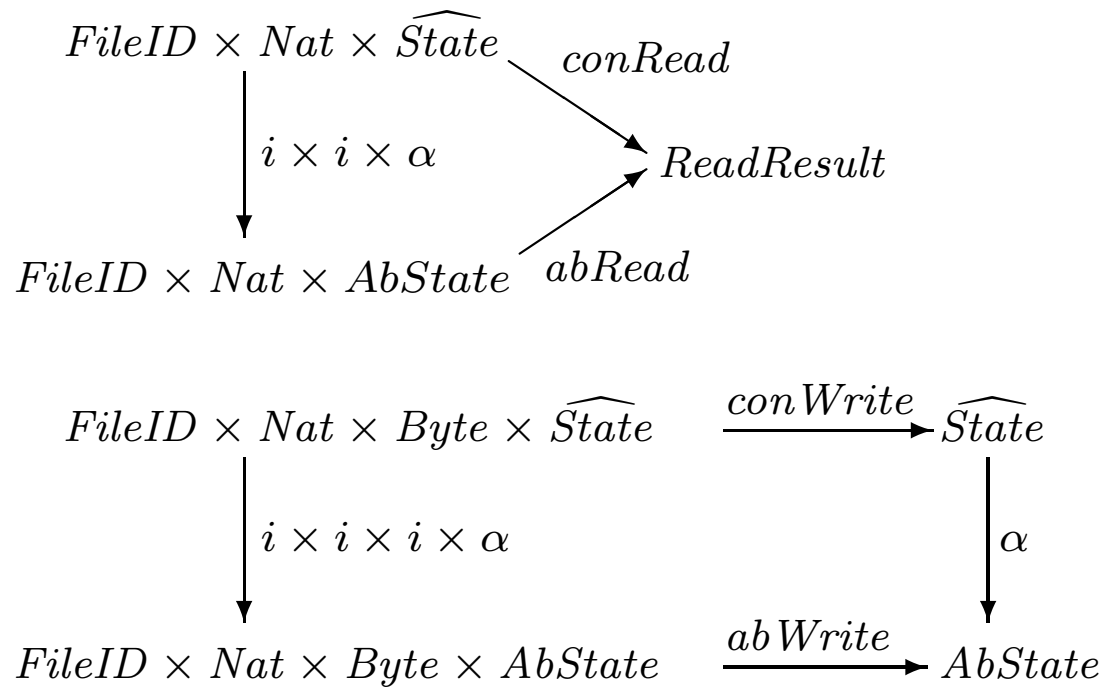 FileID × Nat × \widehat{State}
conRead
i × i × α
ReadResult
FileID × Nat × AbState
abRead
FileID × Nat × Byte × \widehat{State}
conWrite
\widehat{State}
i × i × i × α
α
FileID × Nat × Byte × AbState
abWrite
AbState